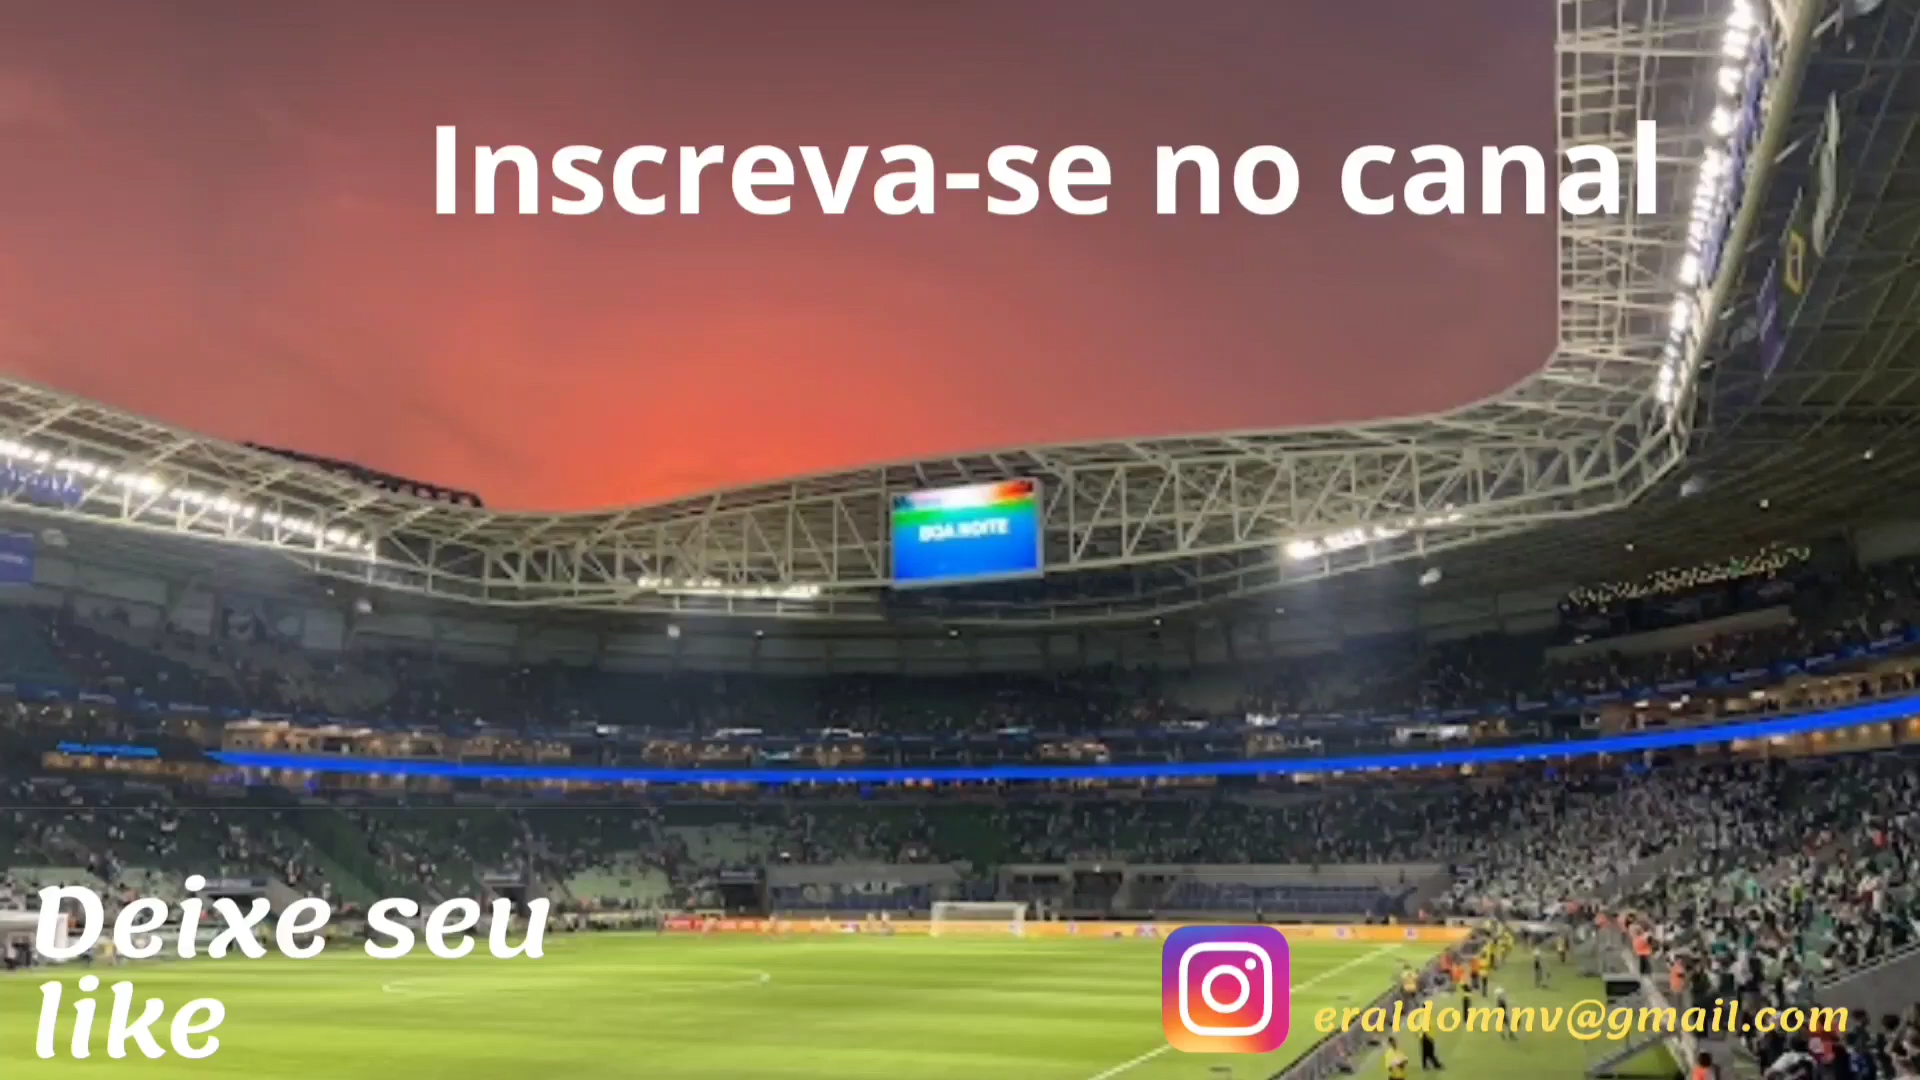 Inscreva-se no canal
BOA NOITE
Deixe seu
like
eraldomnv@gmail.com